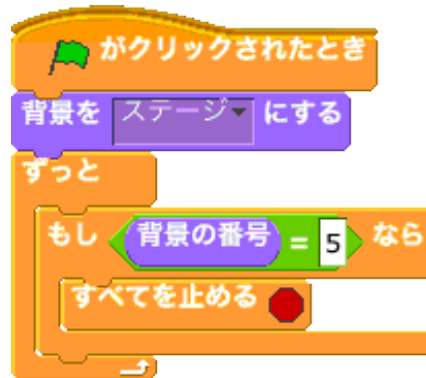 がクリックされたとき
背景を ステージ にする
ずっと
もし 背景の番号 = 5 なら
すべてを止める